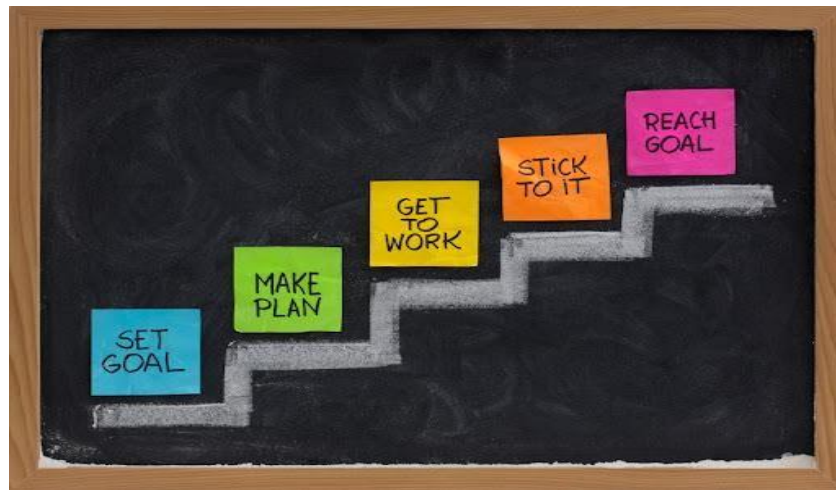 SET
GOAL
MAKE
PLAN
GET
TO
WORK
STiCK
TO iT
REACH
GOAL